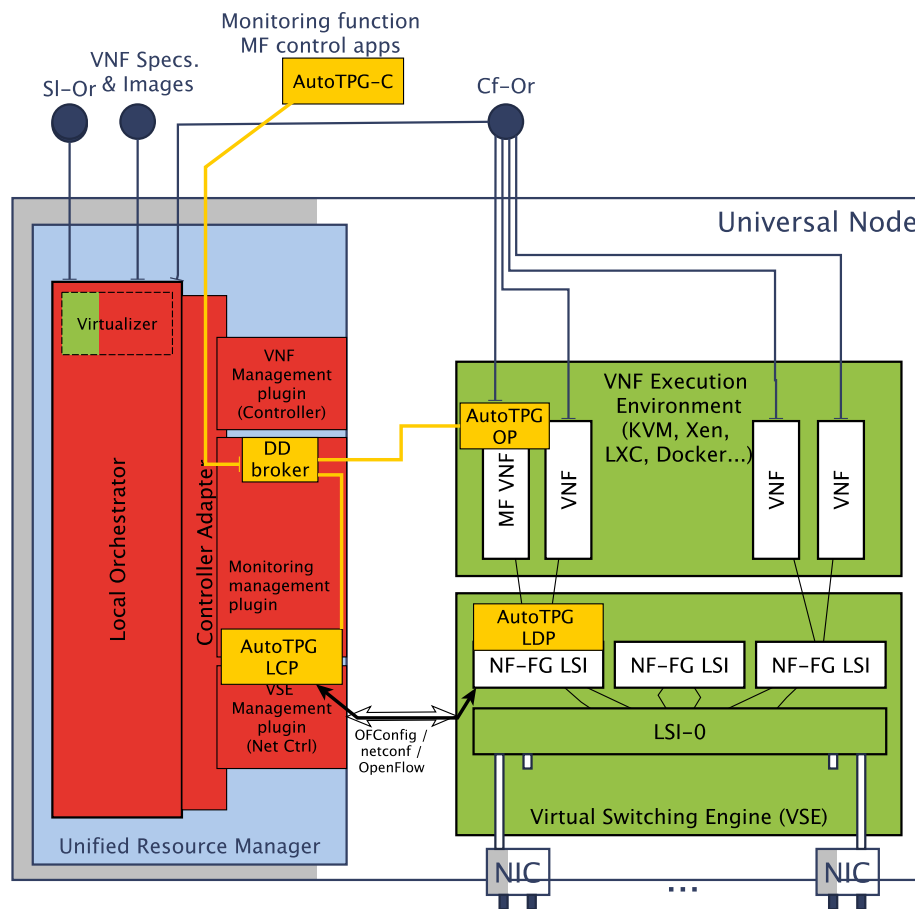 Monitoring function
MF control apps
AutoTPG-C
VNF Specs.
& Images
Sl-Or
Cf-Or
Universal Node
Virtualizer
Local Orchestrator
Controller Adapter
VNF
Management
plugin
(Controller)
DD
broker
Monitoring
management
plugin
AutoTPG
LCP
VSE
Management
plugin
(Net Ctrl)
Unified Resource Manager
OFConfig /
netconf /
OpenFlow
VNF Execution
Environment
(KVM, Xen,
LXC, Docker...)
AutoTPG
OP
MF VNF
VNF
VNF
VNF
AutoTPG
LDP
NF-FG LSI
NF-FG LSI
NF-FG LSI
LSI-0
Virtual Switching Engine (VSE)
NIC
...
NIC